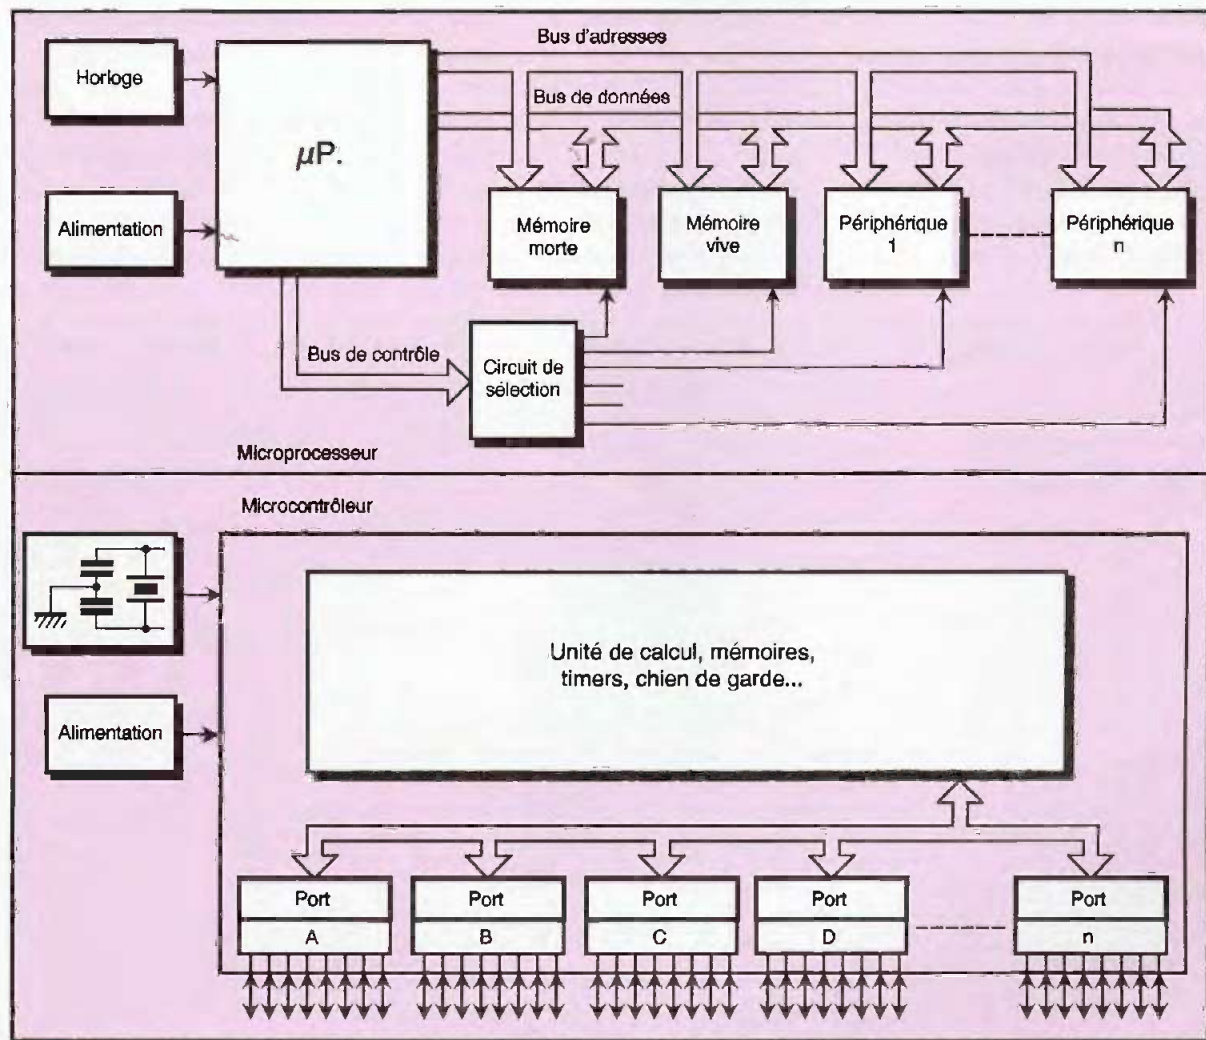 Bus d'adresses
Horloge
Bus de données
µP.
Alimentation
Mémoire
morte
Mémoire
vive
Périphérique
1
Périphérique
n
Bus de contrôle
Circuit de
sélection
Microprocesseur
Microcontrôleur
Unité de calcul, mémoires,
timers, chien de garde...
Alimentation
Port
A
Port
B
Port
C
Port
D
Port
n